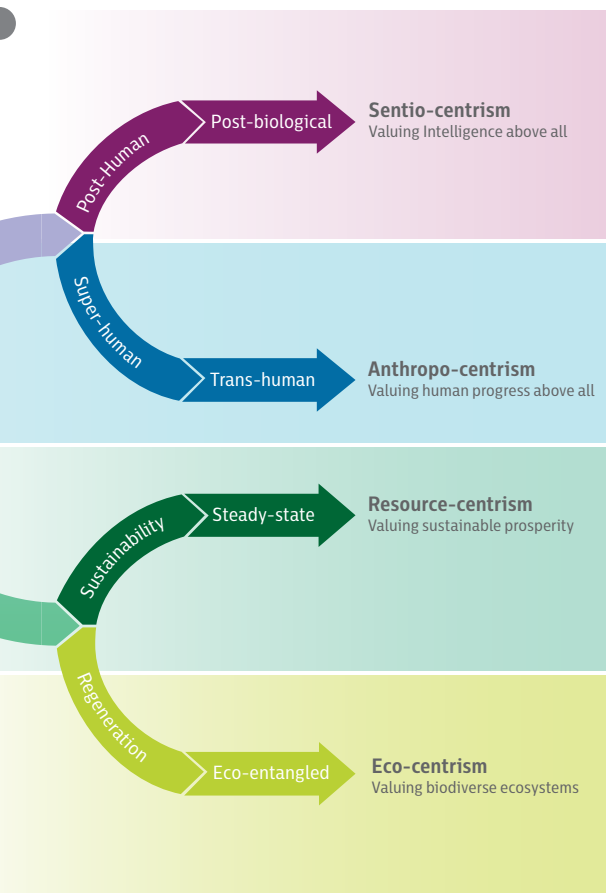 Post-Human
Post-biological
Sentio-centrism
Valuing Intelligence above all
Super-human
Trans-human
Anthropo-centrism
Valuing human progress above all
Sustainability
Steady-state
Resource-centrism
Valuing sustainable prosperity
Regeneration
Eco-entangled
Eco-centrism
Valuing biodiverse ecosystems